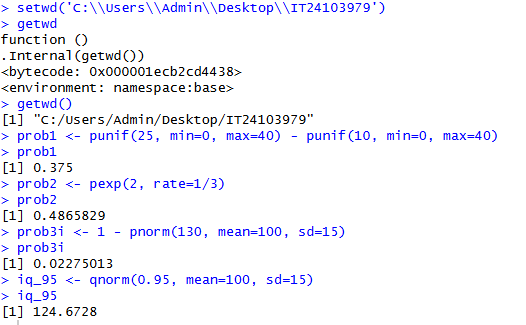 > setwd('C:\\Users\\Admin\\Desktop\\IT24103979')
> getwd
function ()
.Internal(getwd())
<bytecode: 0x000001ecb2cd4438>
<environment: namespace:base>
> getwd()
[1] "C:/Users/Admin/Desktop/IT24103979"
> prob1 <- punif(25, min=0, max=40) - punif(10, min=0, max=40)
> prob1
[1] 0.375
> prob2 <- pexp(2, rate=1/3)
> prob2
[1] 0.4865829
> prob3i <- 1 - pnorm(130, mean=100, sd=15)
> prob3i
[1] 0.02275013
> iq_95 <- qnorm(0.95, mean=100, sd=15)
> iq_95
[1] 124.6728